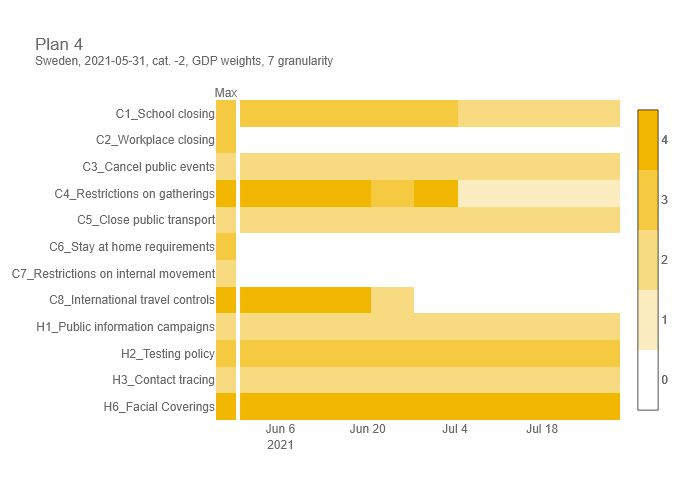 Plan 4
Sweden, 2021-05-31, cat. -2, GDP weights, 7 granularity
Max
C1_School closing
C2_Workplace closing
C3_Cancel public events
C4_Restrictions on gatherings
C5_Close public transport
C6_Stay at home requirements
C7_Restrictions on internal movement
C8_International travel controls
H1_Public information campaigns
H2_Testing policy
H3_Contact tracing
H6_Facial Coverings
Jun 6
2021
Jun 20
Jul 4
Jul 18
4
3
2
1
0